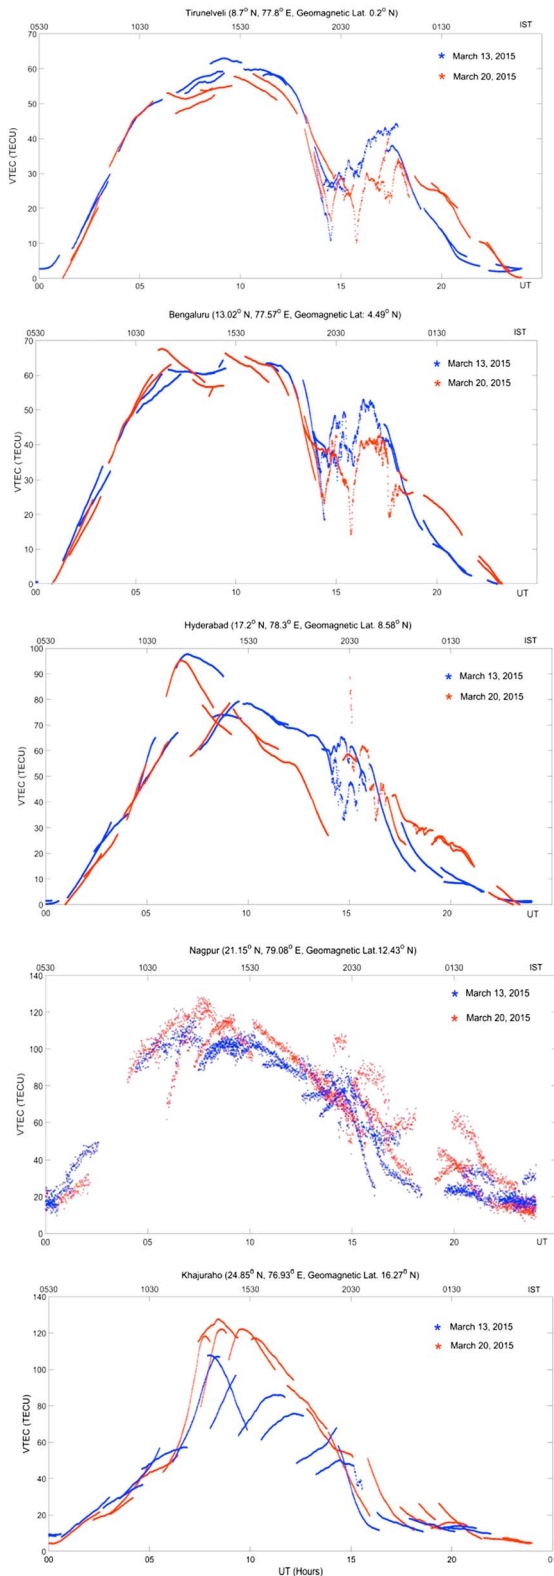 Tirunelveli (8.7° N, 77.8° E, Geomagnetic Lat. 0.2° N)
0530 1030 1530 2030 0130 IST
70
60
50
40
30
20
10
0
VTEC (TECU)
March 13, 2015
March 20, 2015
00 05 10 15 20 UT
Bengaluru (13.02° N, 77.57° E, Geomagnetic Lat: 4.49° N)
0530 1030 1530 2030 0130 IST
70
60
50
40
30
20
10
0
VTEC (TECU)
March 13, 2015
March 20, 2015
00 05 10 15 20 UT
Hyderabad (17.2° N, 78.3° E, Geomagnetic Lat. 8.58° N)
0530 1030 1530 2030 0130 IST
100
90
80
70
60
50
40
30
20
10
0
VTEC (TECU)
March 13, 2015
March 20, 2015
00 05 10 15 20 UT
Nagpur (21.15° N, 79.08° E, Geomagnetic Lat.12.43° N)
0530 1030 1530 2030 0130 IST
140
120
100
80
60
40
20
0
VTEC (TECU)
March 13, 2015
March 20, 2015
00 05 10 15 20 UT
Khajuraho (24.85° N, 76.93° E, Geomagnetic Lat. 16.27° N)
0530 1030 1530 2030 0130 IST
140
120
100
80
60
40
20
0
VTEC (TECU)
March 13, 2015
March 20, 2015
00 05 10 15 20 0
UT (Hours)